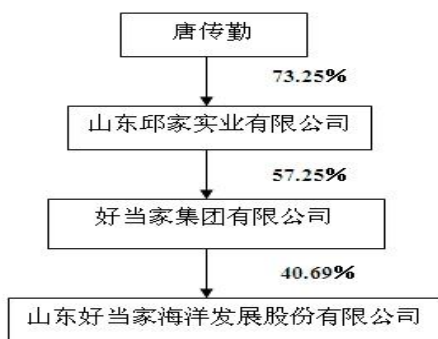 唐传勤
73.25%
山东邱家实业有限公司
57.25%
好当家集团有限公司
40.69%
山东好当家海洋发展股份有限公司